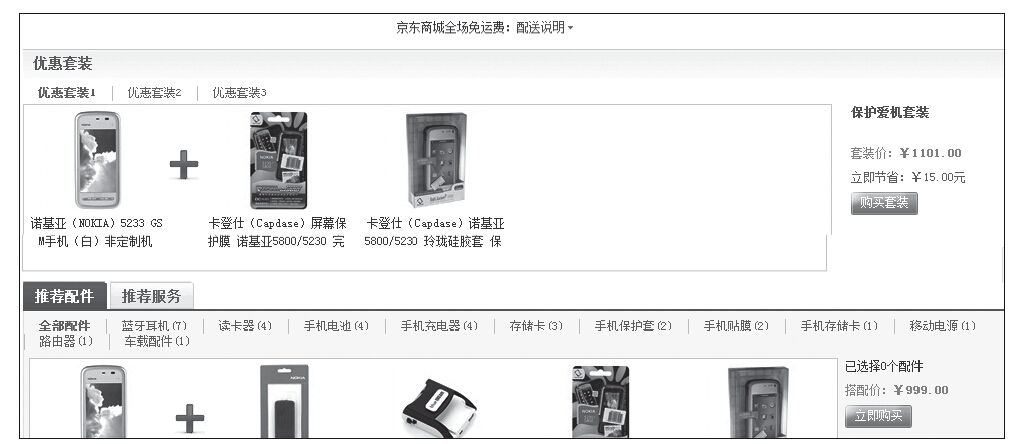 京东商城全场免运费：配送说明
优惠套装
优惠套装1 优惠套装2 优惠套装3
保护爱机套装
套装价：￥1101.00
立即节省：￥15.00元
购买套装
诺基亚（NOKIA）5233 GS
M手机（白）非定制机
卡登仕（Capdase）屏幕保
护膜 诺基亚5800/5230 完
卡登仕（Capdase）诺基亚
5800/5230 玲珑硅胶套 保
推荐配件 推荐服务
全部配件 蓝牙耳机(7) 读卡器(4) 手机电池(4) 手机充电器(4) 存储卡(3) 手机保护套(2) 手机贴膜(2) 手机存储卡(1) 移动电源(1)
路由器(1) 车载配件(1)
已选择0个配件
搭配价：￥999.00
立即购买